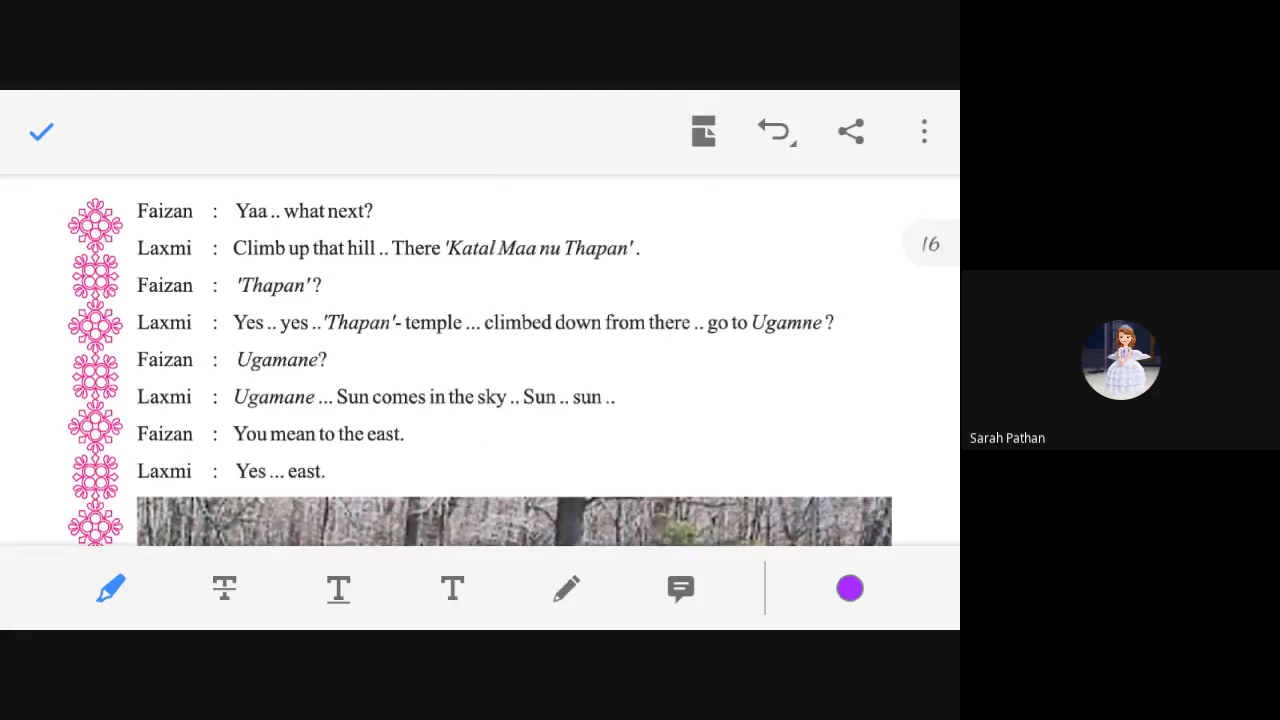 Faizan : Yaa .. what next?
Laxmi : Climb up that hill .. There 'Katal Maa nu Thapan' .
16
Faizan : 'Thapan' ?
Laxmi : Yes .. yes .. 'Thapan'- temple ... climbed down from there .. go to Ugamne ?
Faizan : Ugamane?
Laxmi : Ugamane ... Sun comes in the sky .. Sun .. sun ..
Faizan : You mean to the east.
Laxmi : Yes ... east.
Sarah Pathan